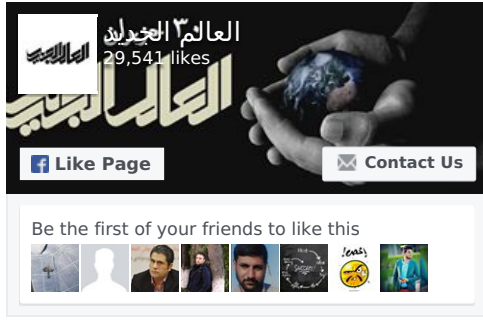 العالم الجديد
29,541 likes
Like Page
Contact Us
Be the first of your friends to like this